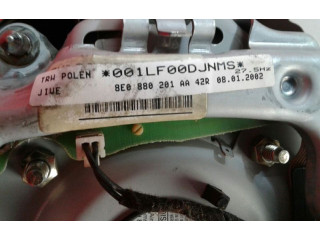 TRW POLEN *001LF00DJNMS*
JIWE 8E0 880 201 AA 42R 08.01.2002